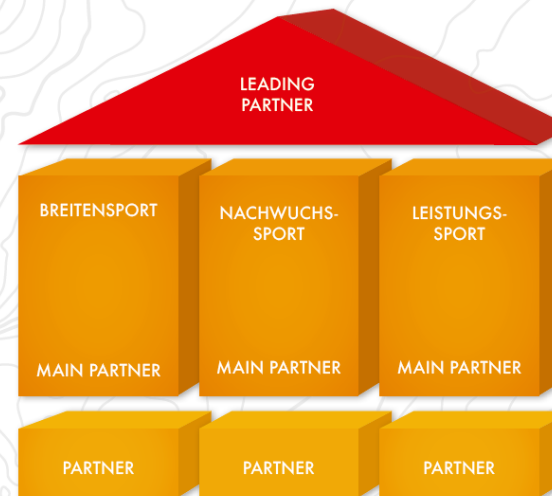 LEADING
PARTNER
BREITENSPORT
NACHWUCHS-
SPORT
LEISTUNGS-
SPORT
MAIN PARTNER
MAIN PARTNER
MAIN PARTNER
PARTNER
PARTNER
PARTNER